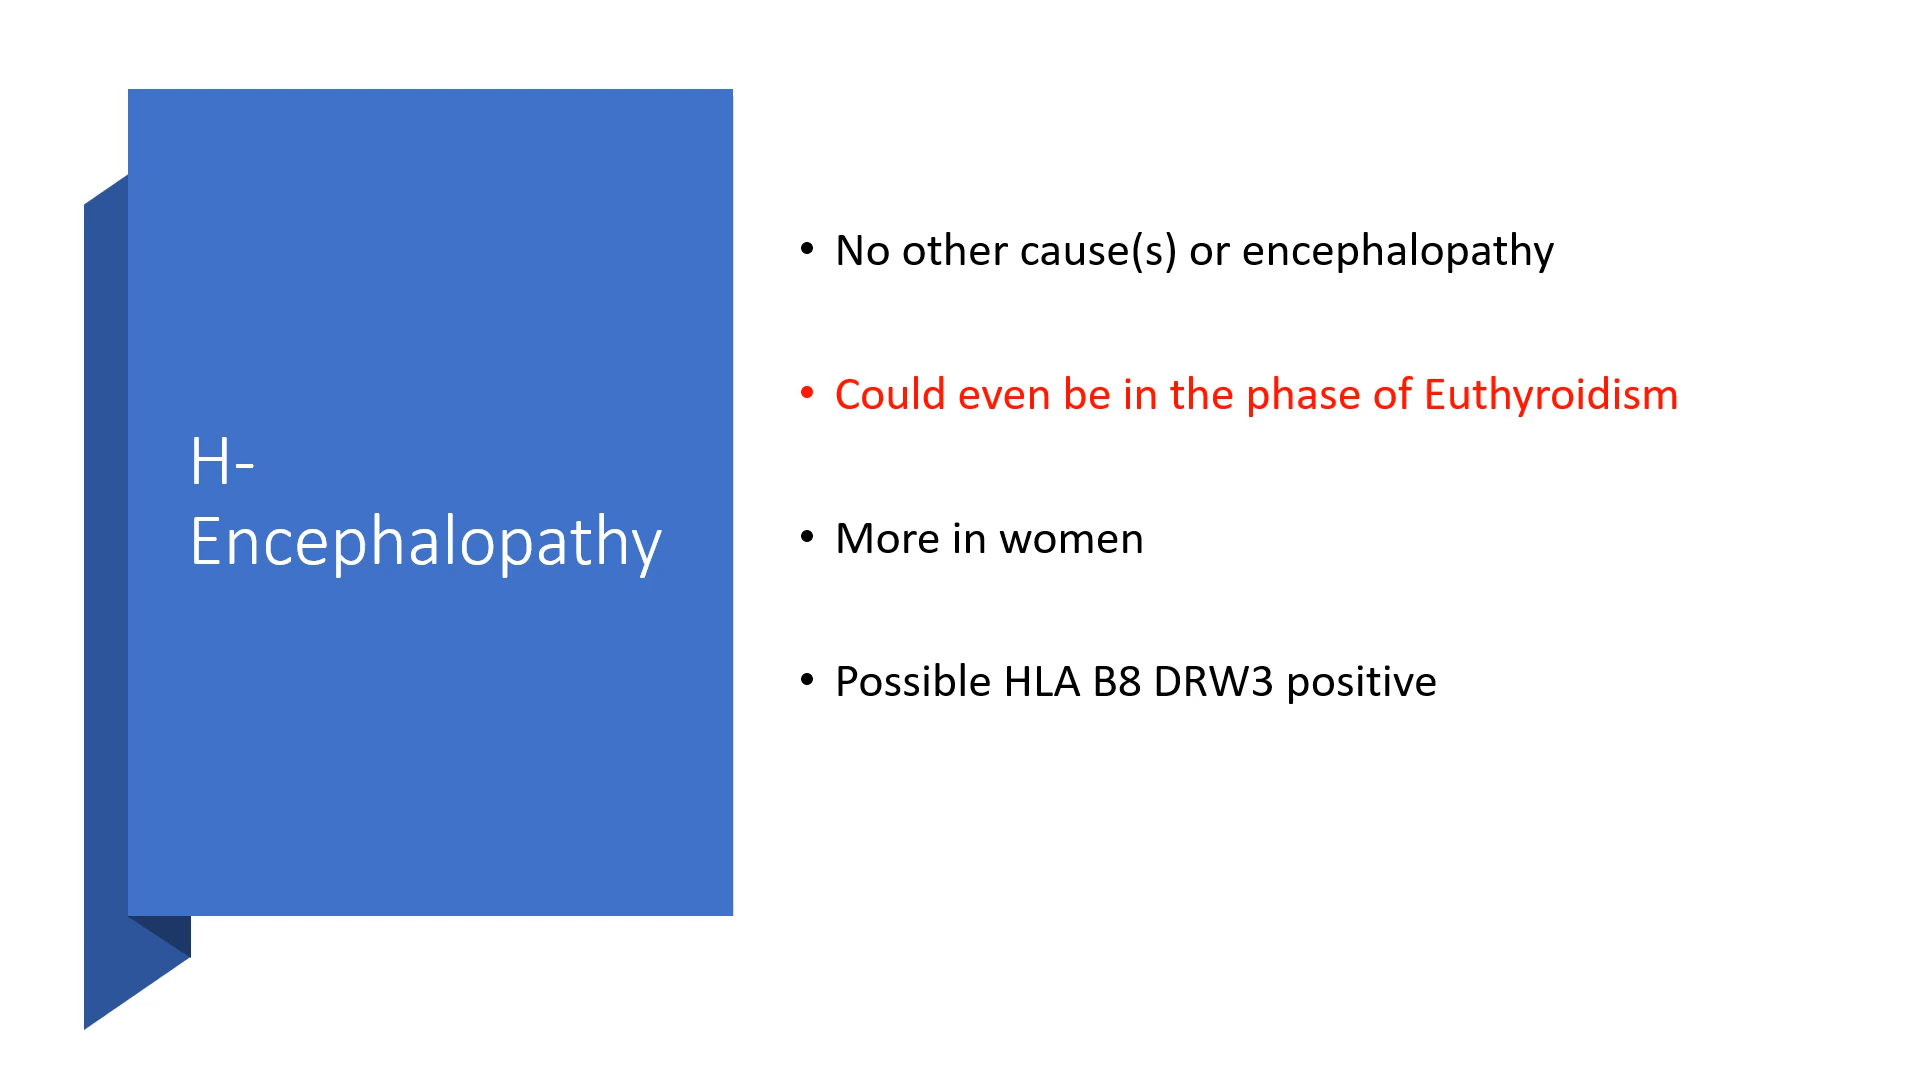 H-
Encephalopathy
• No other cause(s) or encephalopathy
• Could even be in the phase of Euthyroidism
• More in women
• Possible HLA B8 DRW3 positive